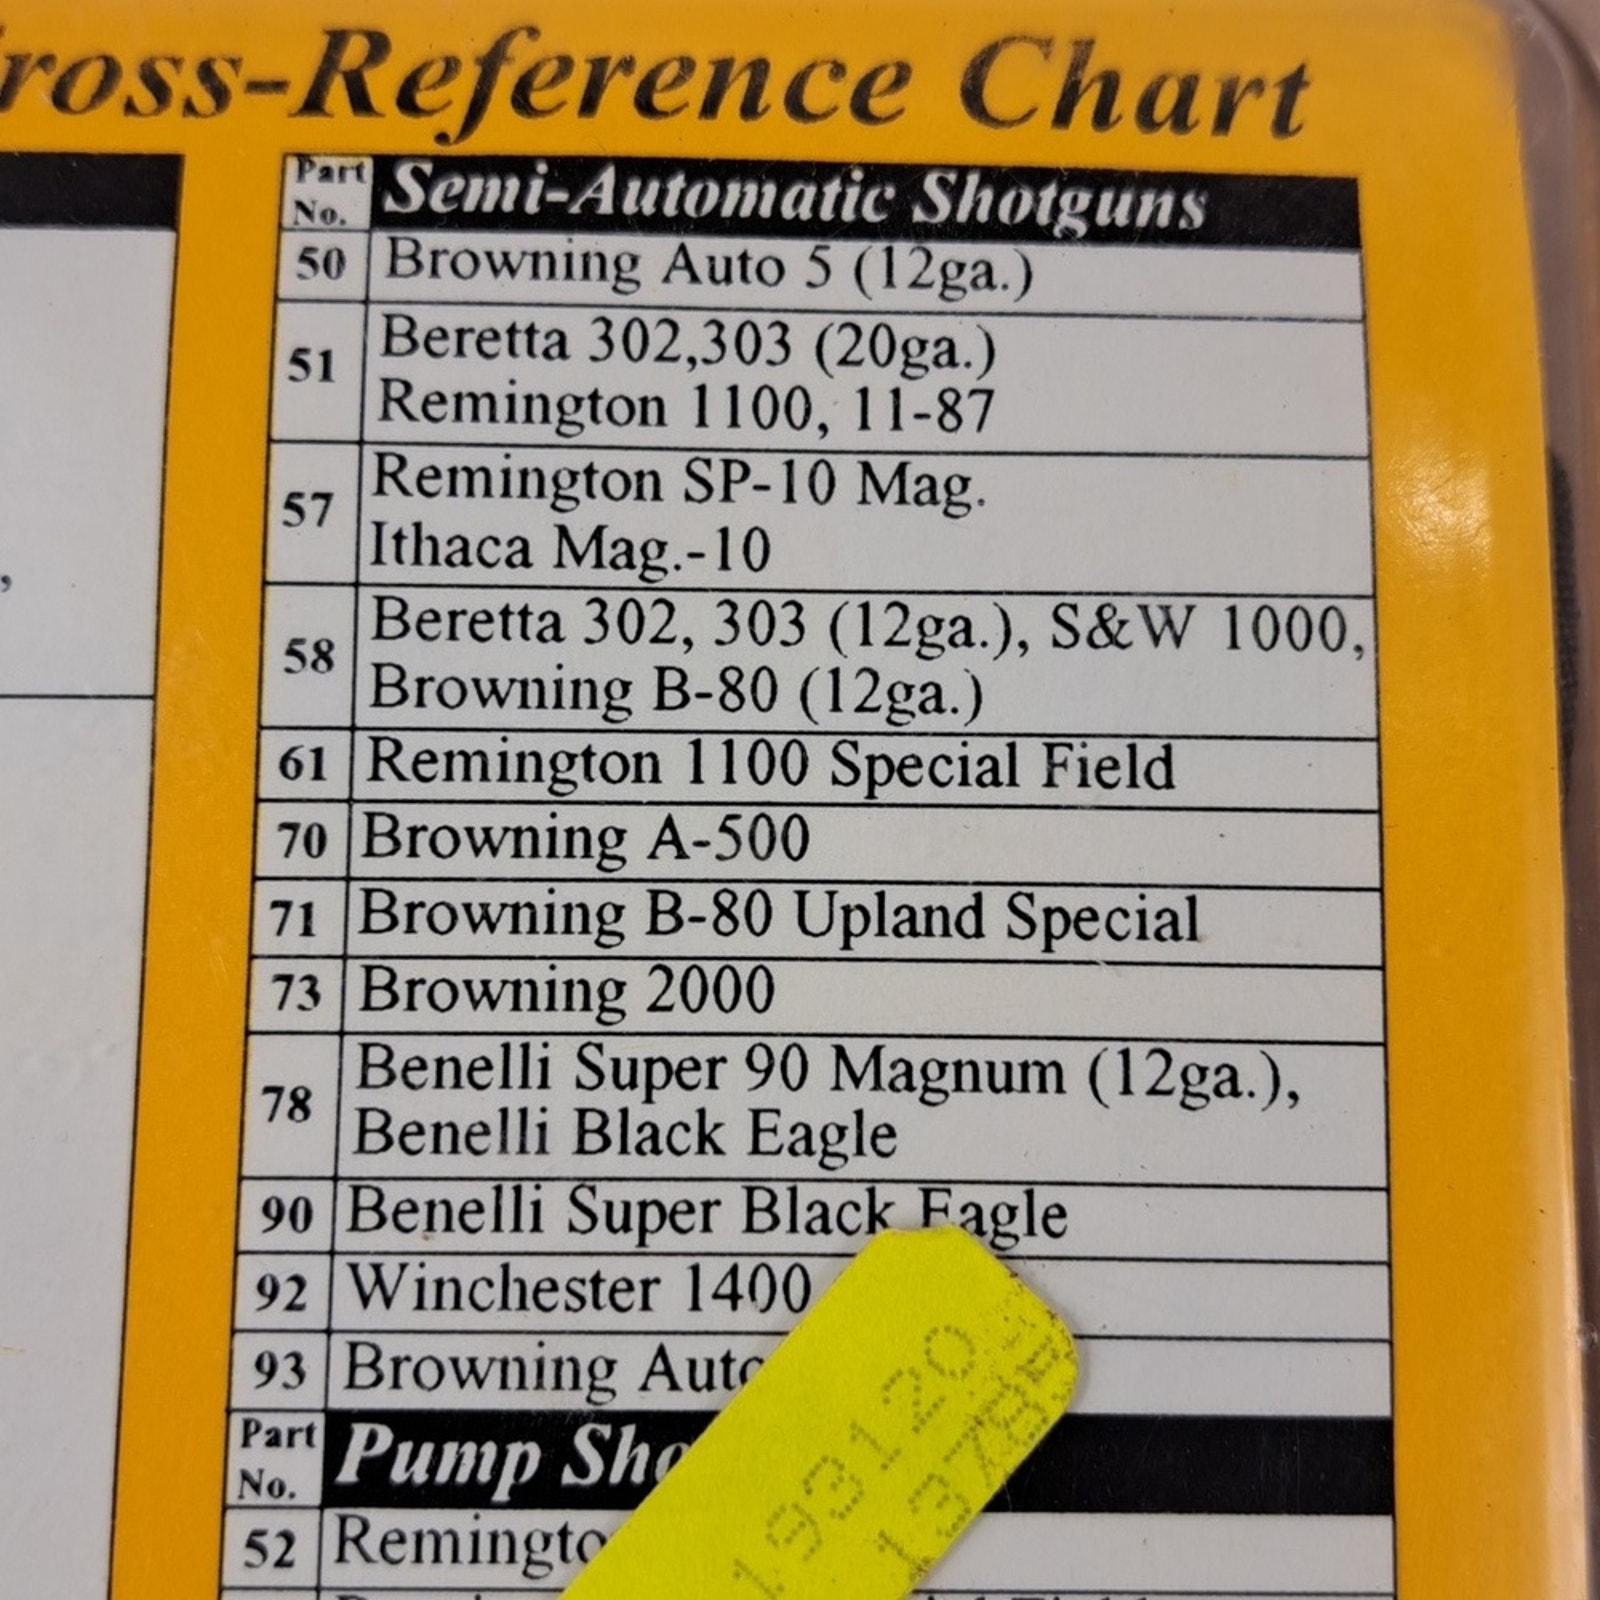 Cross-Reference Chart
Part No. Semi-Automatic Shotguns
50 Browning Auto 5 (12ga.)
51 Beretta 302,303 (20ga.)
Remington 1100, 11-87
57 Remington SP-10 Mag.
Ithaca Mag.-10
58 Beretta 302, 303 (12ga.), S&W 1000,
Browning B-80 (12ga.)
61 Remington 1100 Special Field
70 Browning A-500
71 Browning B-80 Upland Special
73 Browning 2000
78 Benelli Super 90 Magnum (12ga.),
Benelli Black Eagle
90 Benelli Super Black Eagle
92 Winchester 1400
93 Browning Auto
Part No. Pump
52
193120